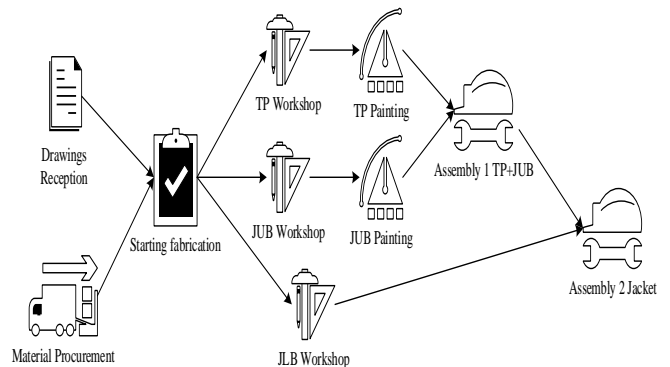 TP Workshop
TP Painting
Drawings
Reception
Assembly 1 TP+JUB
Starting fabrication
JUB Workshop
JUB Painting
Assembly 2 Jacket
Material Procurement
JLB Workshop